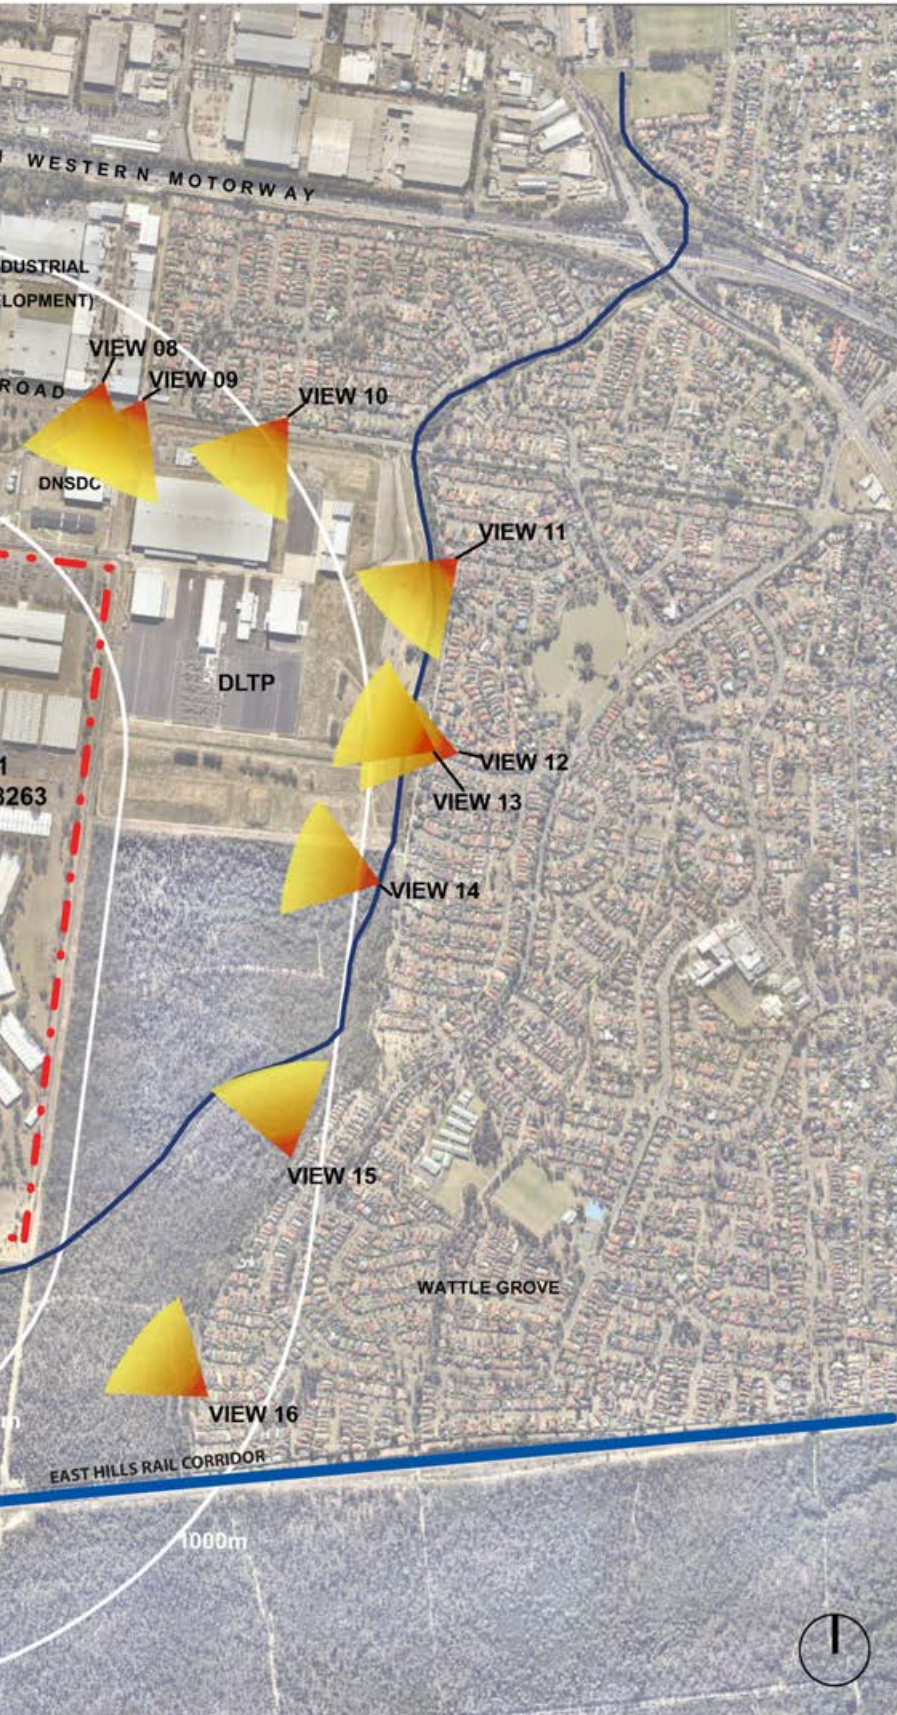 WESTERN MOTORWAY
DUSTRIAL
LOPMENT)
VIEW 08
ROAD
VIEW 09
VIEW 10
DNSDC
VIEW 11
DLTP
VIEW 12
1
3263
VIEW 13
VIEW 14
VIEW 15
WATTLE GROVE
VIEW 16
m
EAST HILLS RAIL CORRIDOR
1000m